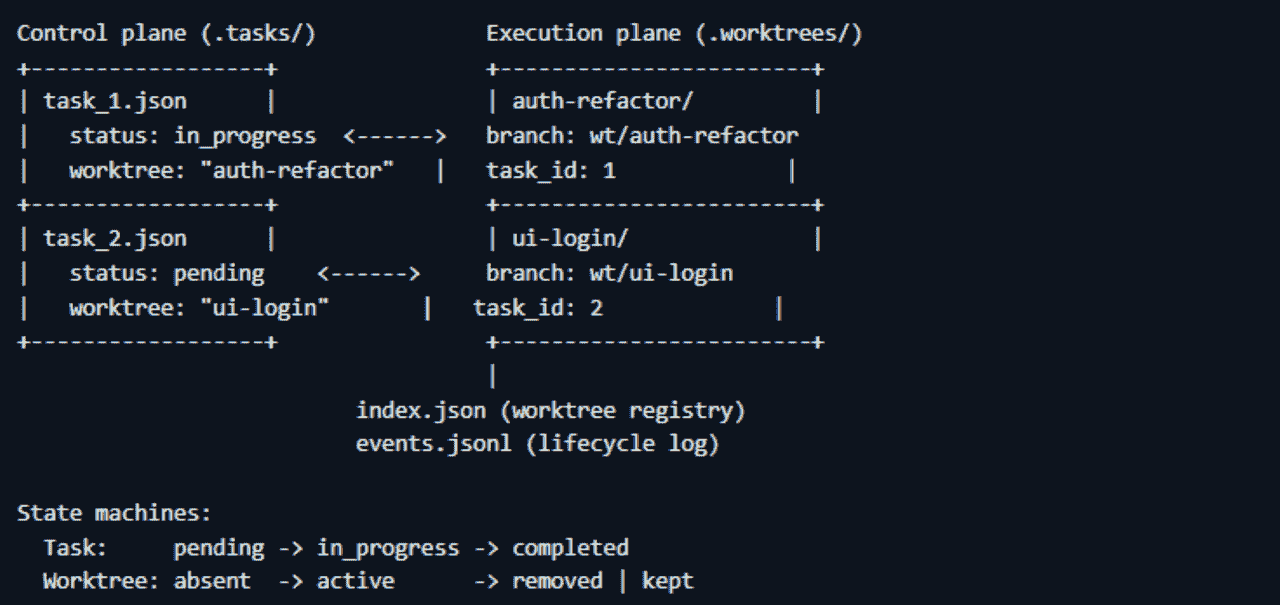 Control plane (.tasks/)             Execution plane (.worktrees/)
+------------------+                +------------------------+
| task_1.json      |                | auth-refactor/         |
|   status: in_progress  <------>   branch: wt/auth-refactor
|   worktree: "auth-refactor"   |   task_id: 1             |
+------------------+                +------------------------+
| task_2.json      |                | ui-login/              |
|   status: pending    <------>     branch: wt/ui-login
|   worktree: "ui-login"       |   task_id: 2             |
+------------------+                +------------------------+
                                    |
                          index.json (worktree registry)
                          events.jsonl (lifecycle log)

State machines:
  Task:     pending -> in_progress -> completed
  Worktree: absent  -> active      -> removed | kept